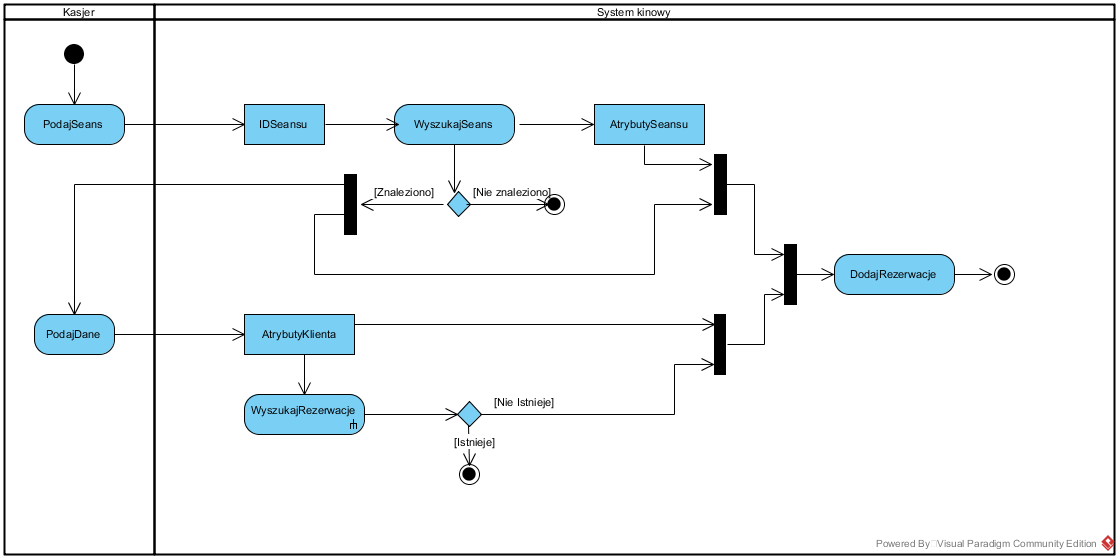 Kasjer
System kinowy
PodajSeans
IDSeansu
WyszukajSeans
AtrybutySeansu
[Znaleziono]
[Nie znaleziono]
DodajRezerwacje
PodajDane
AtrybutyKlienta
WyszukajRezerwacje
[Nie Istnieje]
[Istnieje]
Powered By Visual Paradigm Community Edition